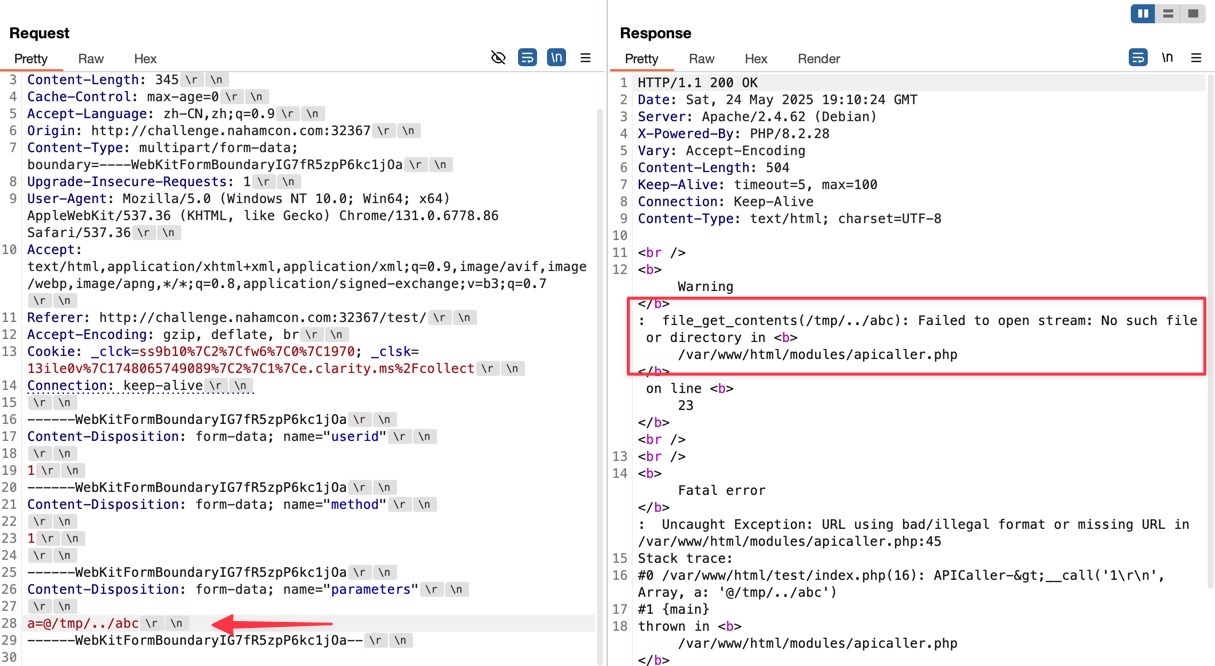 Request
Pretty Raw Hex \n
3 Content-Length: 345 \r \n
4 Cache-Control: max-age=0 \r \n
5 Accept-Language: zh-CN,zh;q=0.9 \r \n
6 Origin: http://challenge.nahamcon.com:32367 \r \n
7 Content-Type: multipart/form-data;
boundary=----WebKitFormBoundaryIG7fR5zpP6kc1jOa \r \n
8 Upgrade-Insecure-Requests: 1 \r \n
9 User-Agent: Mozilla/5.0 (Windows NT 10.0; Win64; x64)
AppleWebKit/537.36 (KHTML, like Gecko) Chrome/131.0.6778.86
Safari/537.36 \r \n
10 Accept:
text/html,application/xhtml+xml,application/xml;q=0.9,image/avif,image
/webp,image/apng,*/*;q=0.8,application/signed-exchange;v=b3;q=0.7
\r \n
11 Referer: http://challenge.nahamcon.com:32367/test/ \r \n
12 Accept-Encoding: gzip, deflate, br \r \n
13 Cookie: _clck=ss9b10%7C2%7Cfw6%7C0%7C1970; _clsk=
13ile0v%7C1748065749089%7C2%7C1%7Ce.clarity.ms%2Fcollect \r \n
14 Connection: keep-alive \r \n
15 \r \n
16 ------WebKitFormBoundaryIG7fR5zpP6kc1jOa \r \n
17 Content-Disposition: form-data; name="userid" \r \n
18 \r \n
19 1 \r \n
20 ------WebKitFormBoundaryIG7fR5zpP6kc1jOa \r \n
21 Content-Disposition: form-data; name="method" \r \n
22 \r \n
23 1 \r \n
24 \r \n
25 ------WebKitFormBoundaryIG7fR5zpP6kc1jOa \r \n
26 Content-Disposition: form-data; name="parameters" \r \n
27 \r \n
28 a=@/tmp/../abc \r \n
29 ------WebKitFormBoundaryIG7fR5zpP6kc1jOa-- \r \n
30
Response
Pretty Raw Hex Render \n
1 HTTP/1.1 200 OK
2 Date: Sat, 24 May 2025 19:10:24 GMT
3 Server: Apache/2.4.62 (Debian)
4 X-Powered-By: PHP/8.2.28
5 Vary: Accept-Encoding
6 Content-Length: 504
7 Keep-Alive: timeout=5, max=100
8 Connection: Keep-Alive
9 Content-Type: text/html; charset=UTF-8
10
11 <br />
12 <b>
Warning
</b>
: file_get_contents(/tmp/../abc): Failed to open stream: No such file
or directory in <b>
/var/www/html/modules/apicaller.php
</b>
on line <b>
23
</b>
<br />
13 <br />
14 <b>
Fatal error
</b>
: Uncaught Exception: URL using bad/illegal format or missing URL in
/var/www/html/modules/apicaller.php:45
15 Stack trace:
16 #0 /var/www/html/test/index.php(16): APICaller-&gt;__call('1\r\n',
Array, a: '@/tmp/../abc')
17 #1 {main}
18 thrown in <b>
/var/www/html/modules/apicaller.php
</b>